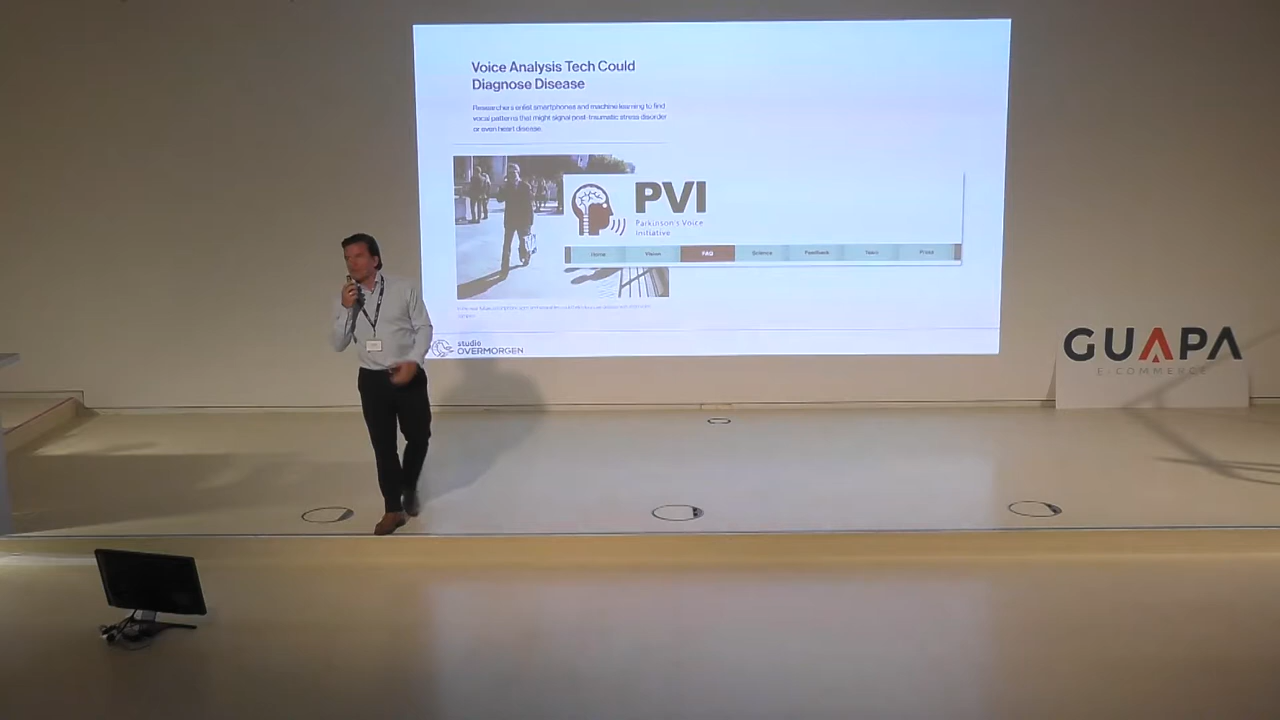 Voice Analysis Tech Could
Diagnose Disease
Researchers enlist smartphones and machine learning to find
vocal patterns that might signal post-traumatic stress disorder
or even heart disease.
PVI
Parkinson's Voice
Initiative
Home Vision FAQ Science Feedback Team Press
studio
OVERMORGEN
GUAPA
E-COMMERCE